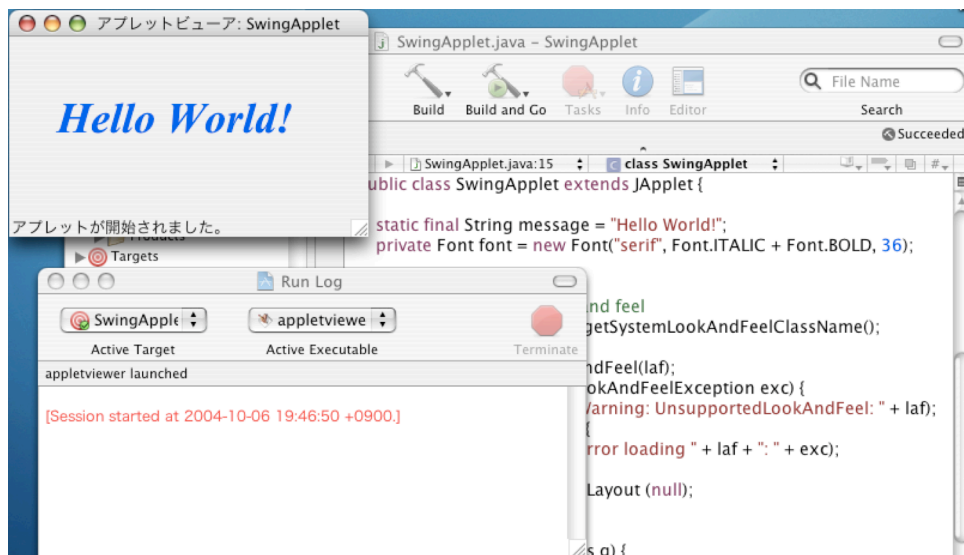 アプレットビューア: SwingApplet
Hello World!
アプレットが開始されました。
SwingApplet.java – SwingApplet
Build
Build and Go
Tasks
Info
Editor
File Name
Search
Succeeded
SwingApplet.java:15
class SwingApplet
#
ublic class SwingApplet extends JApplet {
static final String message = "Hello World!";
private Font font = new Font("serif", Font.ITALIC + Font.BOLD, 36);
Products
Targets
Run Log
SwingApple
appletviewe
Active Target
Active Executable
Terminate
appletviewer launched
[Session started at 2004-10-06 19:46:50 +0900.]
nd feel
getSystemLookAndFeelClassName();
ndFeel(laf);
okAndFeelException exc) {
Warning: UnsupportedLookAndFeel: " + laf);
{
rror loading " + laf + ": " + exc);
Layout (null);
s g) {